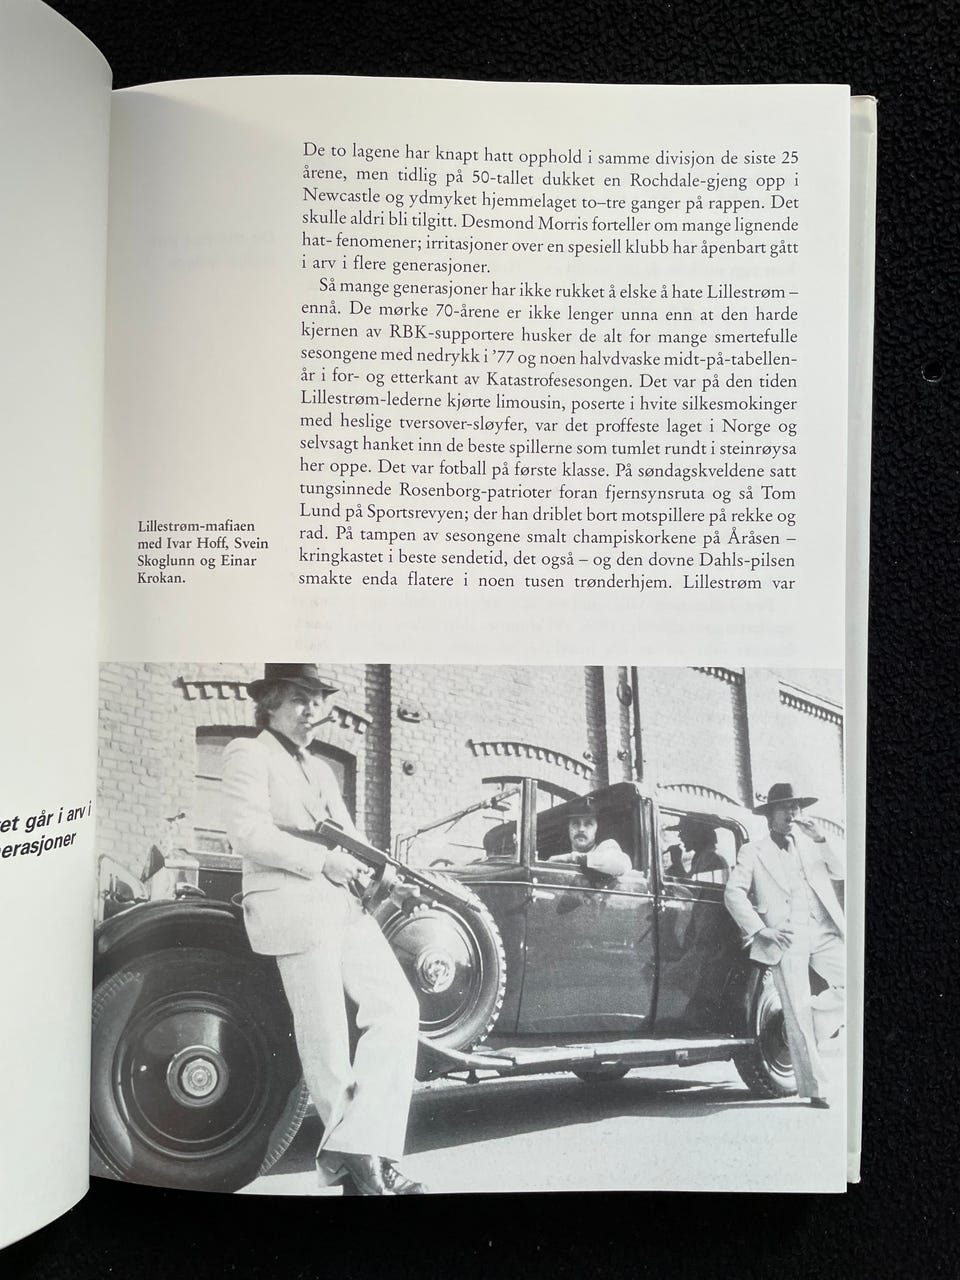 De to lagene har knapt hatt opphold i samme divisjon de siste 25
årene, men tidlig på 50-tallet dukket en Rochdale-gjeng opp i
Newcastle og ydmyket hjemmelaget to–tre ganger på rappen. Det
skulle aldri bli tilgitt. Desmond Morris forteller om mange lignende
hat- fenomener; irritasjoner over en spesiell klubb har åpenbart gått
i arv i flere generasjoner.
Så mange generasjoner har ikke rukket å elske å hate Lillestrøm –
ennå. De mørke 70-årene er ikke lenger unna enn at den harde
kjernen av RBK-supportere husker de alt for mange smertefulle
sesongene med nedrykk i ’77 og noen halvdvaske midt-på-tabellen-
år i for- og etterkant av Katastrofesesongen. Det var på den tiden
Lillestrøm-lederne kjørte limousin, poserte i hvite silkesmokinger
med heslige tversover-sløyfer, var det proffeste laget i Norge og
selvsagt hanket inn de beste spillerne som tumlet rundt i steinrøysa
her oppe. Det var fotball på første klasse. På søndagskveldene satt
tungsinnede Rosenborg-patrioter foran fjernsynsruta og så Tom
Lund på Sportsrevyen; der han driblet bort motspillere på rekke og
rad. På tampen av sesongene smalt champiskorkene på Åråsen –
kringkastet i beste sendetid, det også – og den dovne Dahls-pilsen
smakte enda flatere i noen tusen trønderhjem. Lillestrøm var
Lillestrøm-mafiaen
med Ivar Hoff, Svein
Skoglunn og Einar
Krokan.
et går i arv i
erasjoner